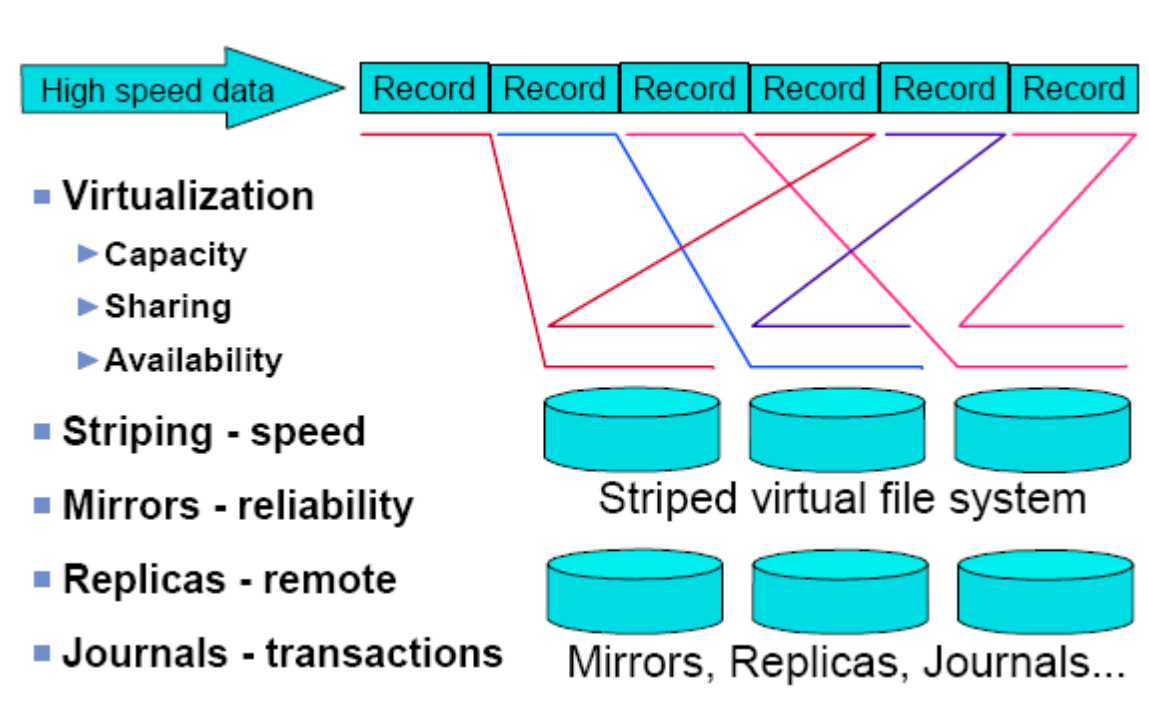 High speed data
Record Record Record Record Record Record
Virtualization
Capacity
Sharing
Availability
Striping - speed
Mirrors - reliability
Replicas - remote
Journals - transactions
Striped virtual file system
Mirrors, Replicas, Journals...